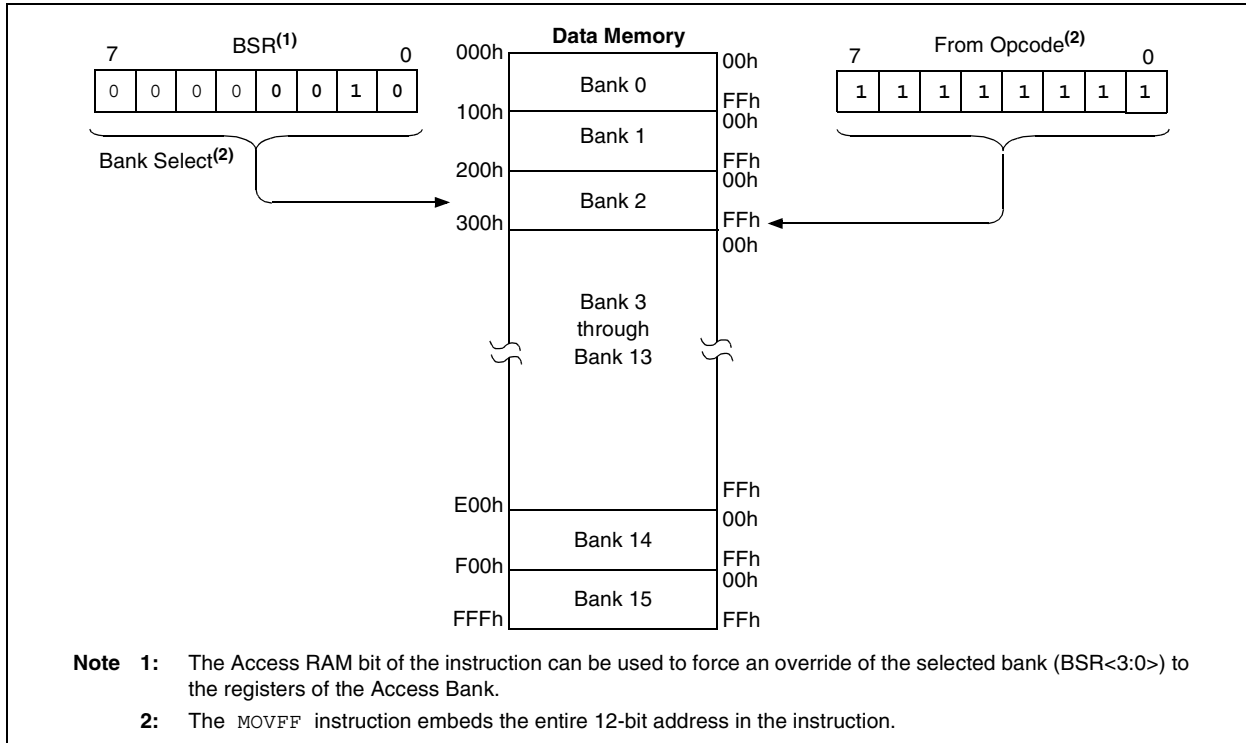 Data Memory
7 BSR(1) 0
0 0 0 0 0 0 1 0
Bank Select(2)
7 From Opcode(2) 0
1 1 1 1 1 1 1 1
000h Bank 0 00h
FFh
100h Bank 1 00h
FFh
200h Bank 2 00h
FFh
300h
00h
Bank 3
through
Bank 13
FFh
E00h Bank 14 00h
FFh
F00h Bank 15 00h
FFFh FFh
Note 1: The Access RAM bit of the instruction can be used to force an override of the selected bank (BSR<3:0>) to
the registers of the Access Bank.
2: The MOVFF instruction embeds the entire 12-bit address in the instruction.